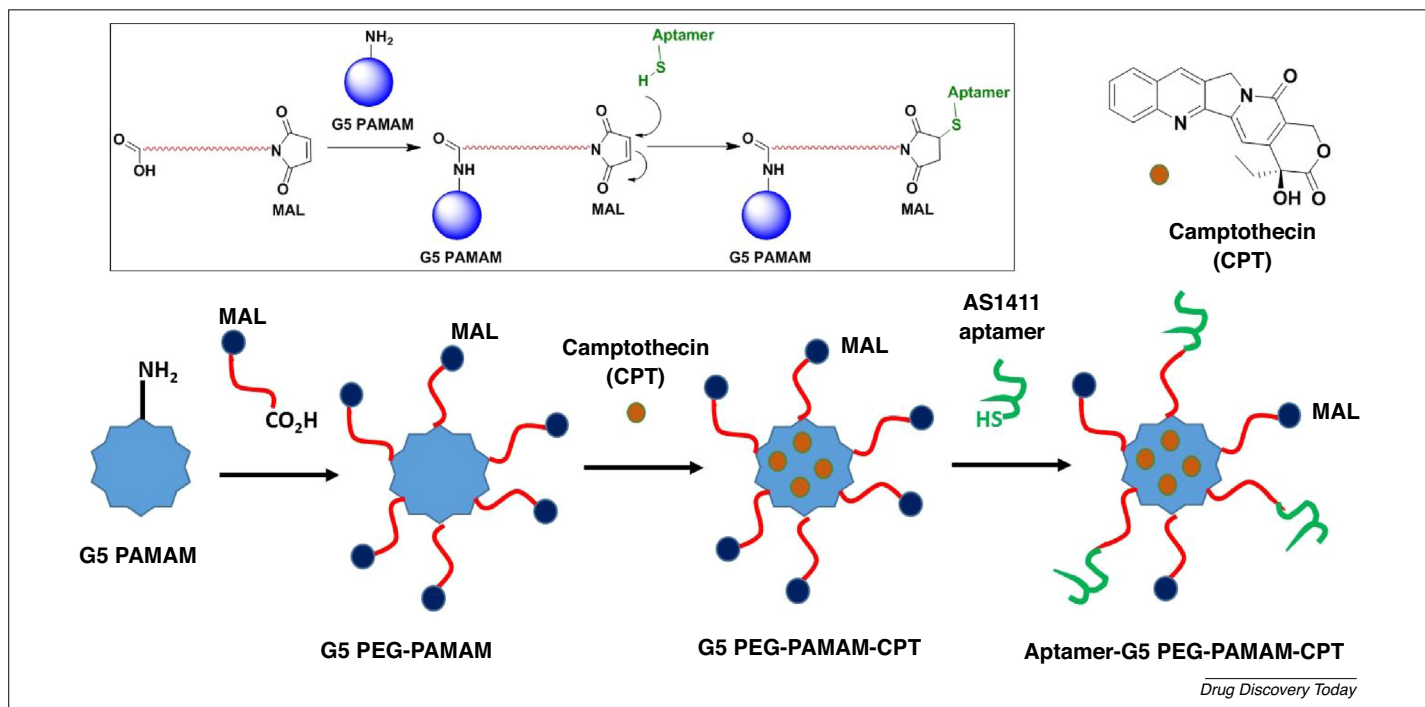 NH2
G5 PAMAM
O
OH
O
N
O
MAL
Aptamer
S
H
O
NH
G5 PAMAM
O
N
O
MAL
Aptamer
S
O
NH
G5 PAMAM
O
N
O
MAL
N
N
O
O
OH
O
Camptothecin
(CPT)
NH2
G5 PAMAM
MAL
CO2H
MAL
G5 PEG-PAMAM
Camptothecin
(CPT)
MAL
G5 PEG-PAMAM-CPT
AS1411
aptamer
HS
MAL
Aptamer-G5 PEG-PAMAM-CPT
Drug Discovery Today